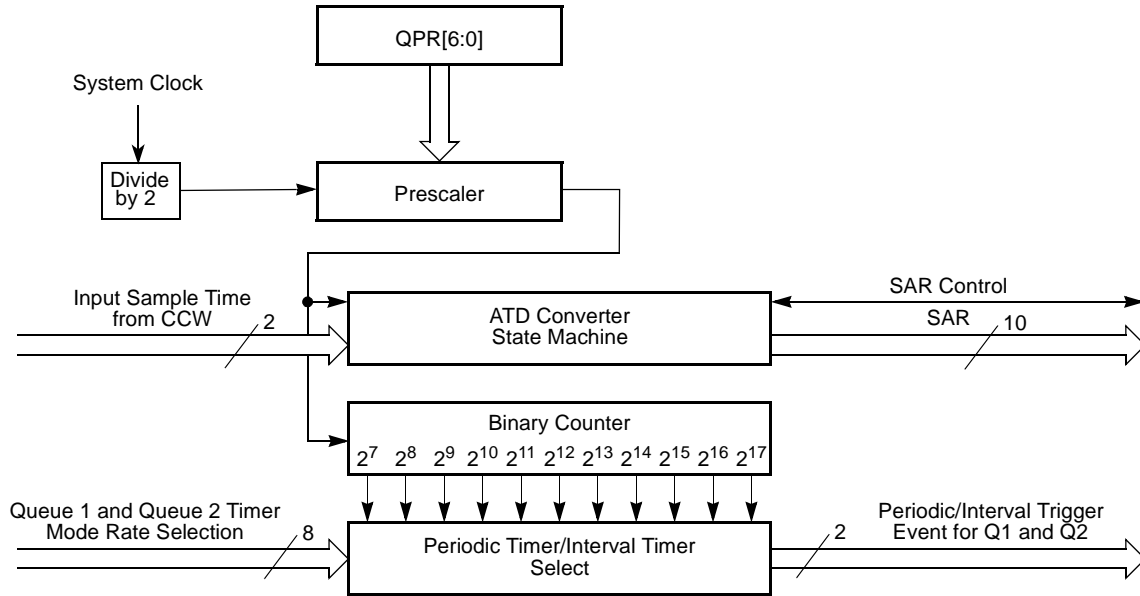 QPR[6:0]
System Clock
Divide
by 2
Prescaler
Input Sample Time
from CCW
2
ATD Converter
State Machine
SAR Control
SAR
10
Binary Counter
2^7 2^8 2^9 2^10 2^11 2^12 2^13 2^14 2^15 2^16 2^17
Queue 1 and Queue 2 Timer
Mode Rate Selection
8
Periodic Timer/Interval Timer
Select
2
Periodic/Interval Trigger
Event for Q1 and Q2